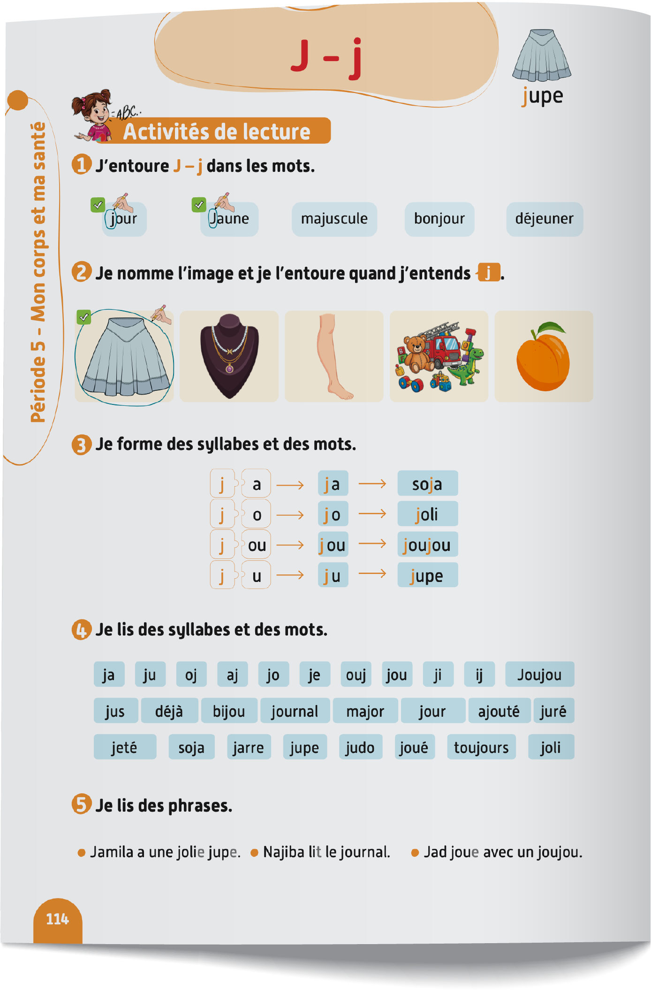 J – j
jupe
A.B.C..
Activités de lecture
Période 5 – Mon corps et ma santé
1 J'entoure J – j dans les mots.
jour Jaune majuscule bonjour déjeuner
2 Je nomme l'image et je l'entoure quand j'entends j .
B
F
3 Je forme des syllabes et des mots.
j a ja soja
j o jo joli
j ou jou joujou
j u ju jupe
4 Je lis des syllabes et des mots.
ja ju oj aj jo je ouj jou ji ij Joujou
jus déjà bijou journal major jour ajouté juré
jeté soja jarre jupe judo joué toujours joli
5 Je lis des phrases.
• Jamila a une jolie jupe. • Najiba lit le journal. • Jad joue avec un joujou.
114